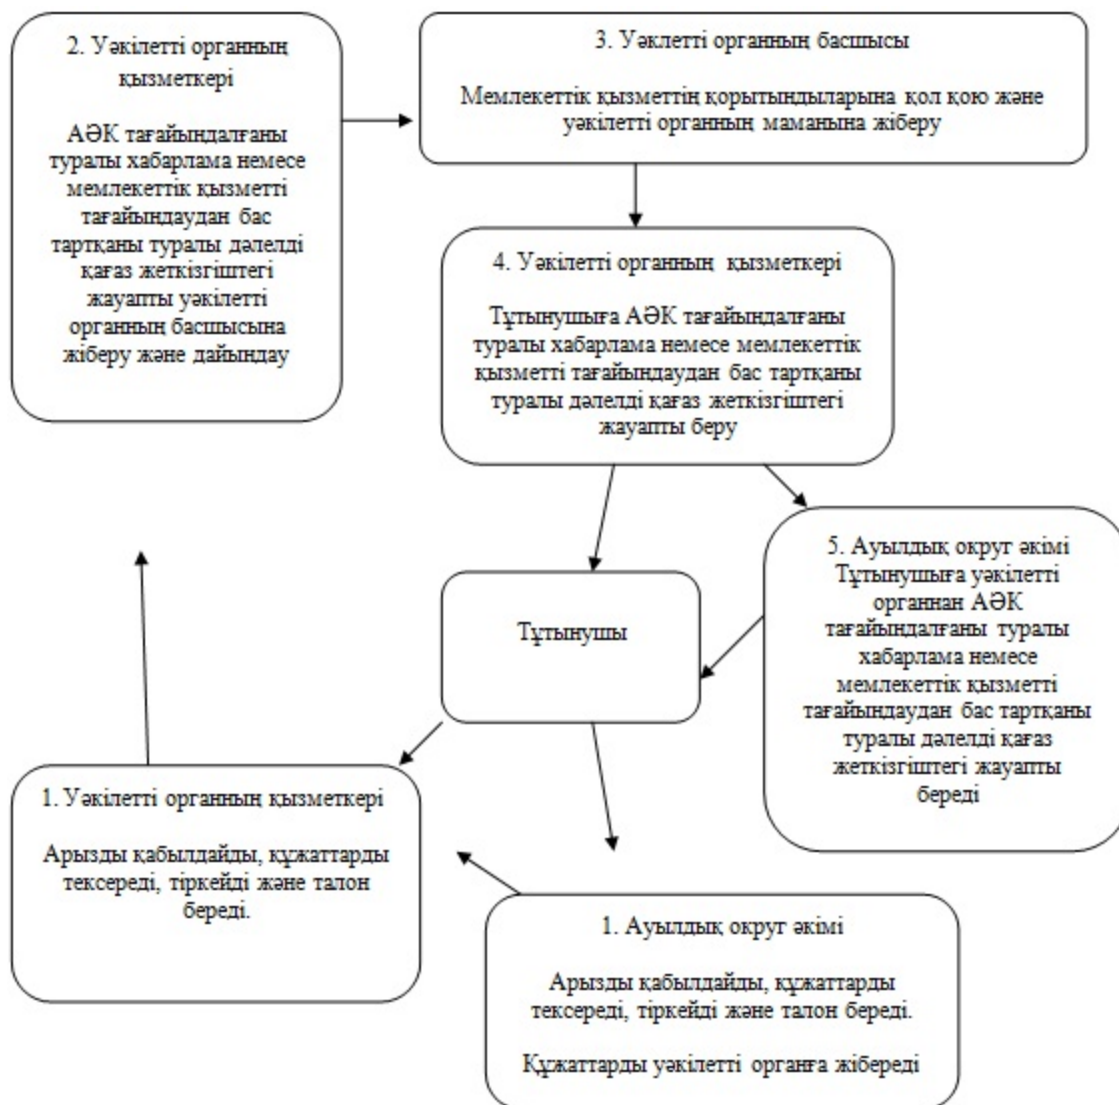 2. Уәкілетті органның
қызметкері
АӘК тағайындалғаны
туралы хабарлама немесе
мемлекеттік қызметті
тағайындаудан бас
тартқаны туралы дәлелді
қағаз жеткізгіштегі
жауапты уәкілетті
органның басшысына
жіберу және дайындау
3. Уәклетті органның басшысы
Мемлекеттік қызметтің қорытындыларына қол қою және
уәкілетті органның маманына жіберу
4. Уәкілетті органның қызметкері
Тұтынушыға АӘК тағайындалғаны
туралы хабарлама немесе мемлекеттік
қызметті тағайындаудан бас тартқаны
туралы дәлелді қағаз жеткізгіштегі
жауапты беру
5. Ауылдық округ әкімі
Тұтынушыға уәкілетті
органнан АӘК
тағайындалғаны туралы
хабарлама немесе
мемлекеттік қызметті
тағайындаудан бас тартқаны
туралы дәлелді қағаз
жеткізгіштегі жауапты
береді
Тұтынушы
1. Уәкілетті органның қызметкері
Арызды қабылдайды, құжаттарды
тексереді, тіркейді және талон
береді.
1. Ауылдық округ әкімі
Арызды қабылдайды, құжаттарды
тексереді, тіркейді және талон береді.
Құжаттарды уәкілетті органға жібереді